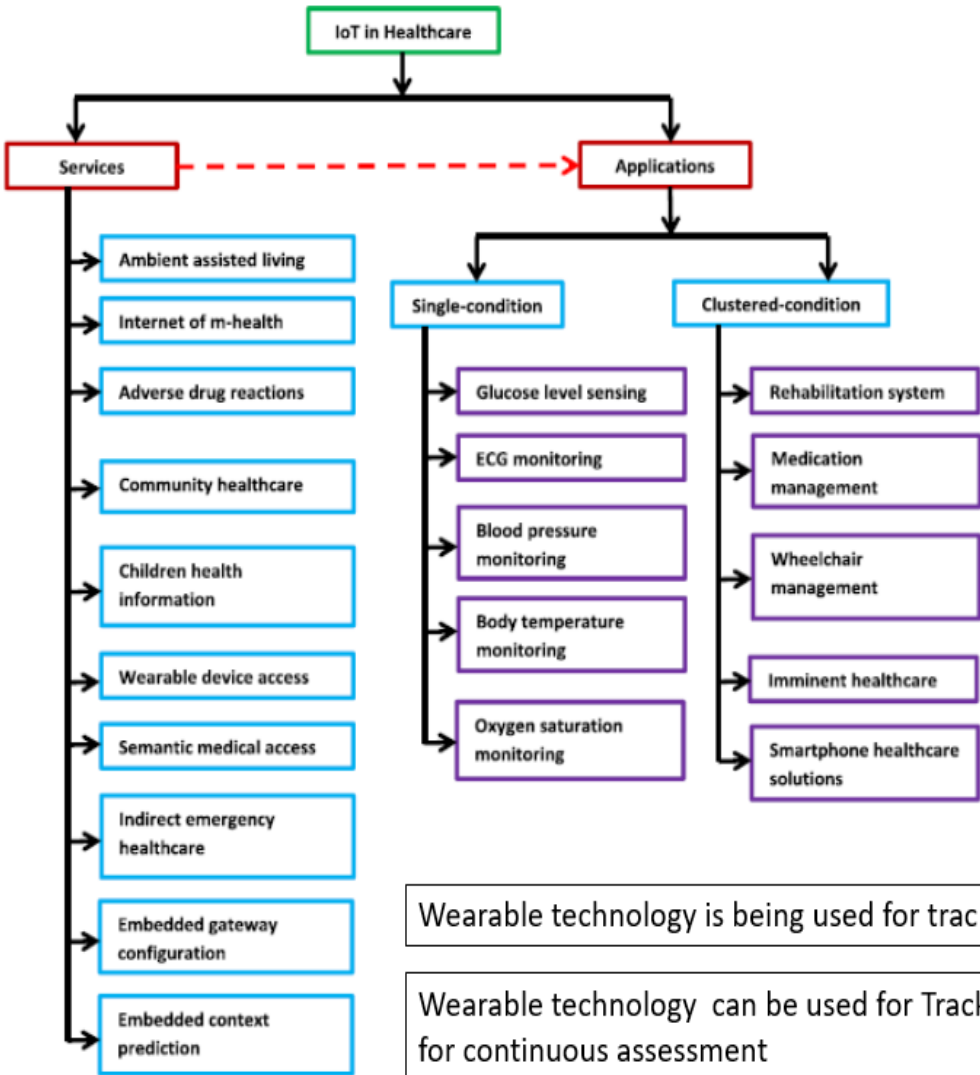 IoT in Healthcare
Services
Applications
Ambient assisted living
Internet of m-health
Adverse drug reactions
Community healthcare
Children health
information
Wearable device access
Semantic medical access
Indirect emergency
healthcare
Embedded gateway
configuration
Embedded context
prediction
Single-condition
Glucose level sensing
ECG monitoring
Blood pressure
monitoring
Body temperature
monitoring
Oxygen saturation
monitoring
Clustered-condition
Rehabilitation system
Medication
management
Wheelchair
management
Imminent healthcare
Smartphone healthcare
solutions
Wearable technology is being used for trac
Wearable technology can be used for Track
for continuous assessment